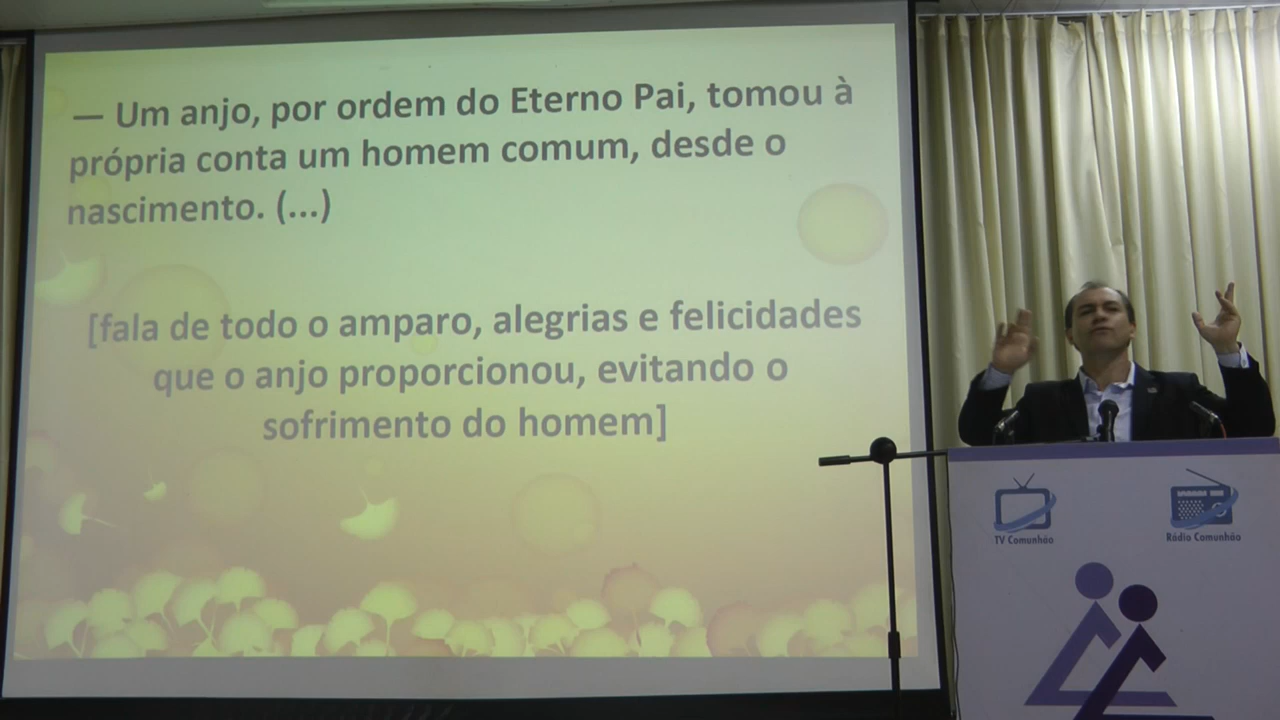 — Um anjo, por ordem do Eterno Pai, tomou à
própria conta um homem comum, desde o
nascimento. (...)
[fala de todo o amparo, alegrias e felicidades
que o anjo proporcionou, evitando o
sofrimento do homem]
TV Comunhão
Rádio Comunhão